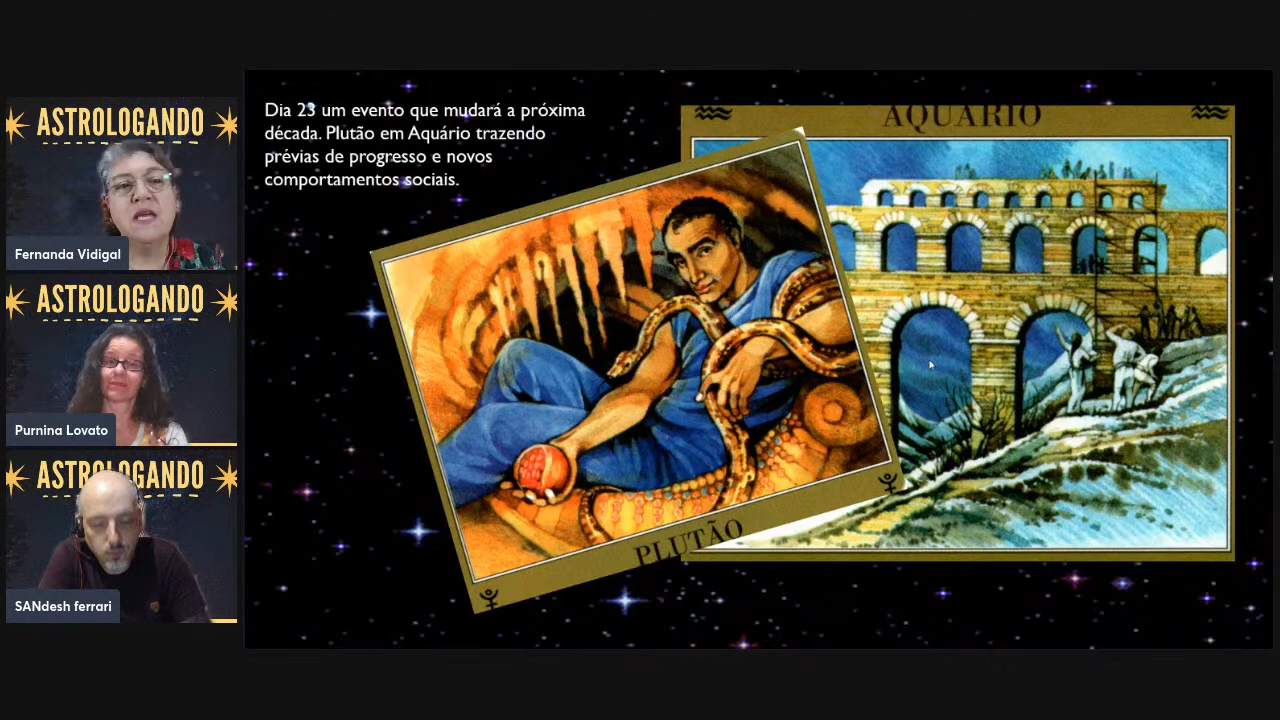 ASTROLOGANDO
Fernanda Vidigal
ASTROLOGANDO
Purnina Lovato
ASTROLOGANDO
SANdesh ferrari
Dia 23 um evento que mudará a próxima
década. Plutão em Aquário trazendo
prévias de progresso e novos
comportamentos sociais.
AQUÁRIO
PLUTÃO